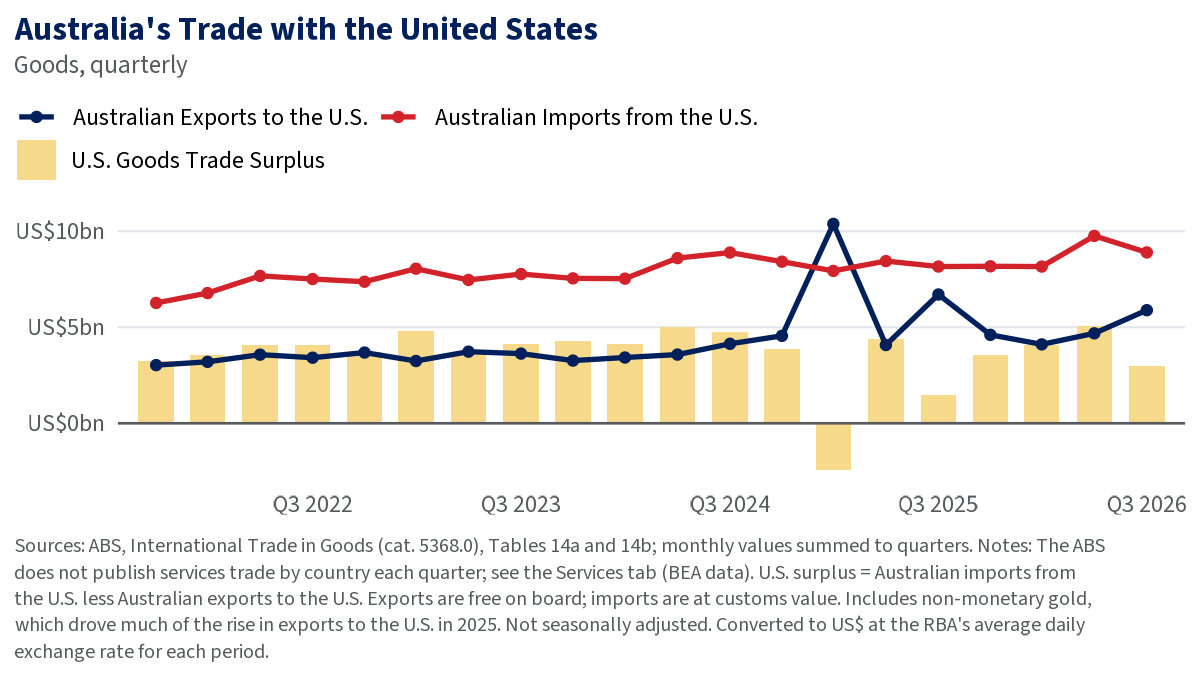 Australia's Trade with the United States
Goods, quarterly
Australian Exports to the U.S. Australian Imports from the U.S.
U.S. Goods Trade Surplus
US$10bn
US$5bn
US$0bn
Q3 2022 Q3 2023 Q3 2024 Q3 2025 Q3 2026
Sources: ABS, International Trade in Goods (cat. 5368.0), Tables 14a and 14b; monthly values summed to quarters. Notes: The ABS
does not publish services trade by country each quarter; see the Services tab (BEA data). U.S. surplus = Australian imports from
the U.S. less Australian exports to the U.S. Exports are free on board; imports are at customs value. Includes non-monetary gold,
which drove much of the rise in exports to the U.S. in 2025. Not seasonally adjusted. Converted to US$ at the RBA's average daily
exchange rate for each period.